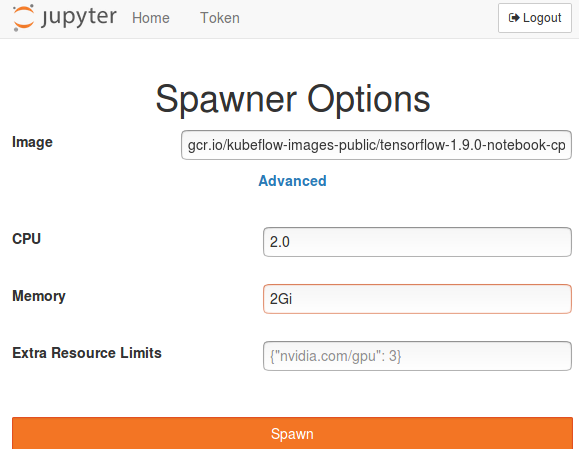 jupyter Home Token Logout
Spawner Options
Image gcr.io/kubeflow-images-public/tensorflow-1.9.0-notebook-cp
Advanced
CPU 2.0
Memory 2Gi
Extra Resource Limits {"nvidia.com/gpu": 3}
Spawn